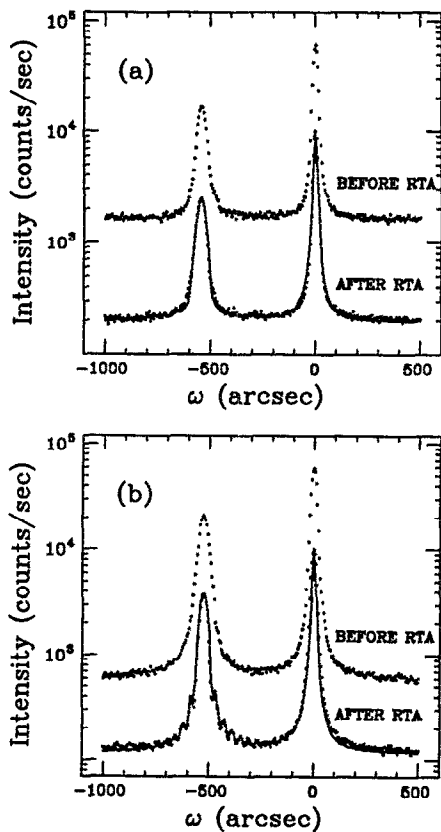 10⁵
(a)
10⁴
BEFORE RTA
10³
AFTER RTA
Intensity (counts/sec)
-1000 -500 0 500
ω (arcsec)
10⁵
(b)
10⁴
BEFORE RTA
10³
AFTER RTA
Intensity (counts/sec)
-1000 -500 0 500
ω (arcsec)